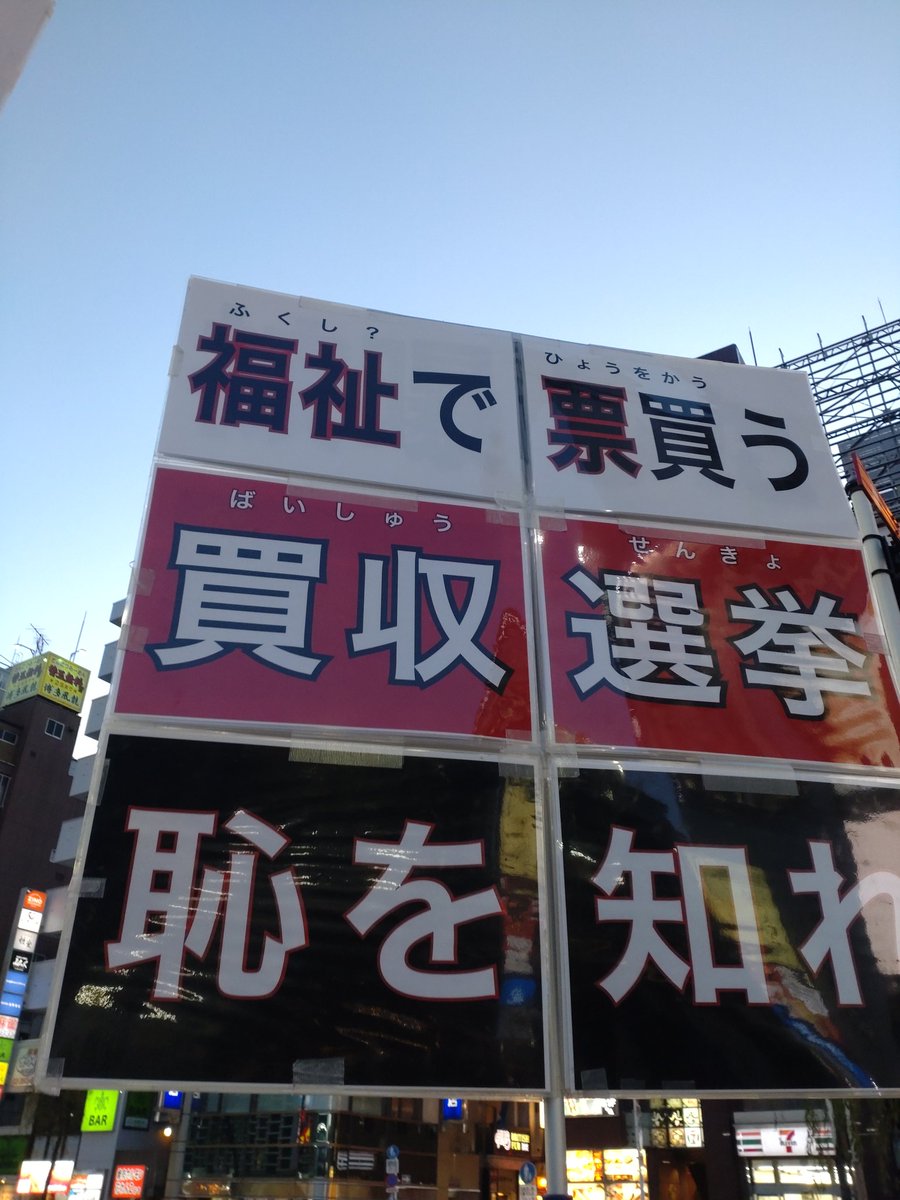 ふくし? ひょうをかう
福祉で票買う
ばいしゅう せんきょ
買収選挙
恥を知れ
BAR